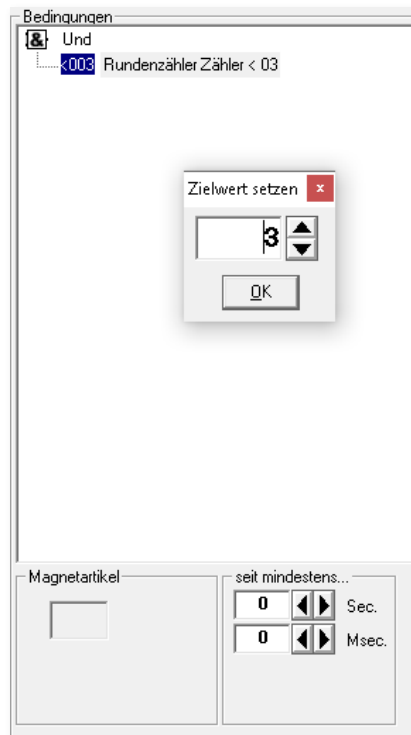 Bedingungen
& Und
<003 Rundenzähler Zähler < 03
Zielwert setzen x
3
OK
Magnetartikel
seit mindestens...
0 Sec.
0 Msec.